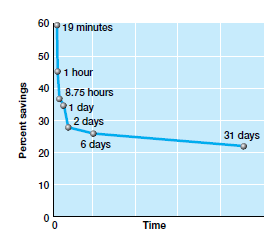 60
19 minutes
50
1 hour
40
8.75 hours
1 day
30
2 days
6 days
31 days
20
10
0
0
Time
Percent savings